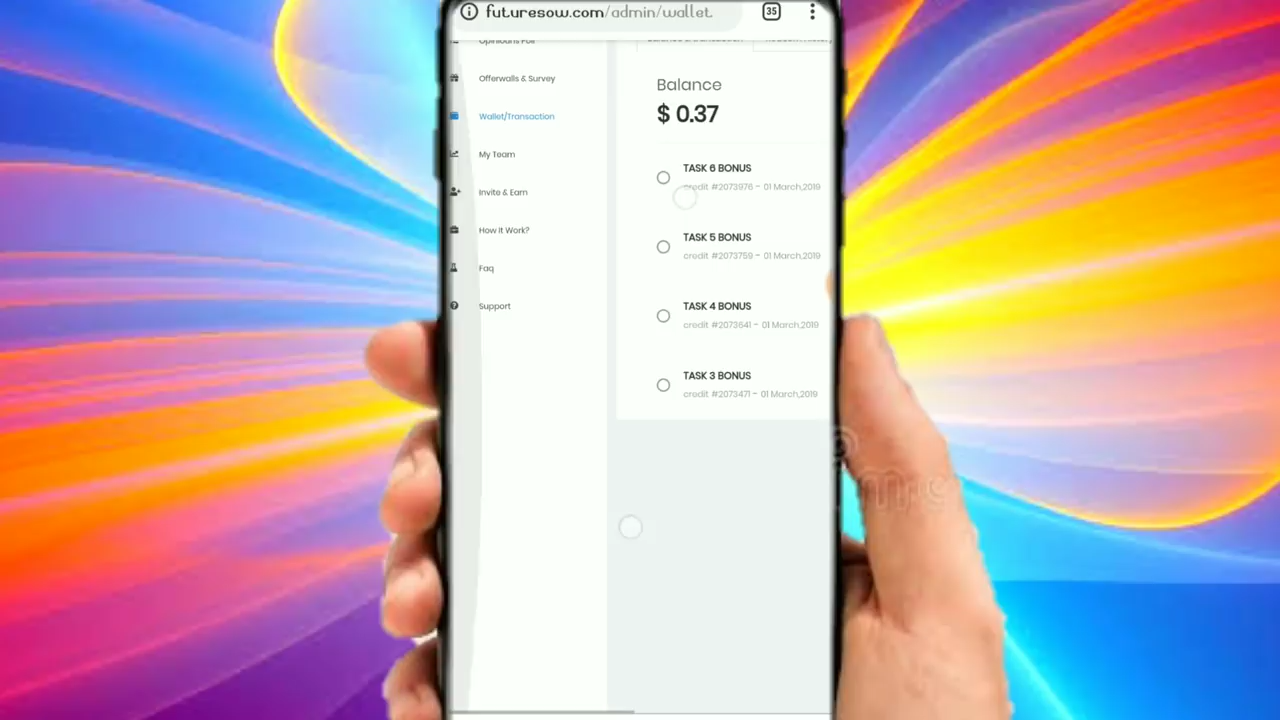 futuresow.com/admin/wallet
35
Offerwalls & Survey
Wallet/Transaction
My Team
Invite & Earn
How It Work?
Faq
Support
Balance
$ 0.37
TASK 6 BONUS
credit #2073976 - 01 March,2019
TASK 5 BONUS
credit #2073759 - 01 March,2019
TASK 4 BONUS
credit #2073641 - 01 March,2019
TASK 3 BONUS
credit #2073471 - 01 March,2019